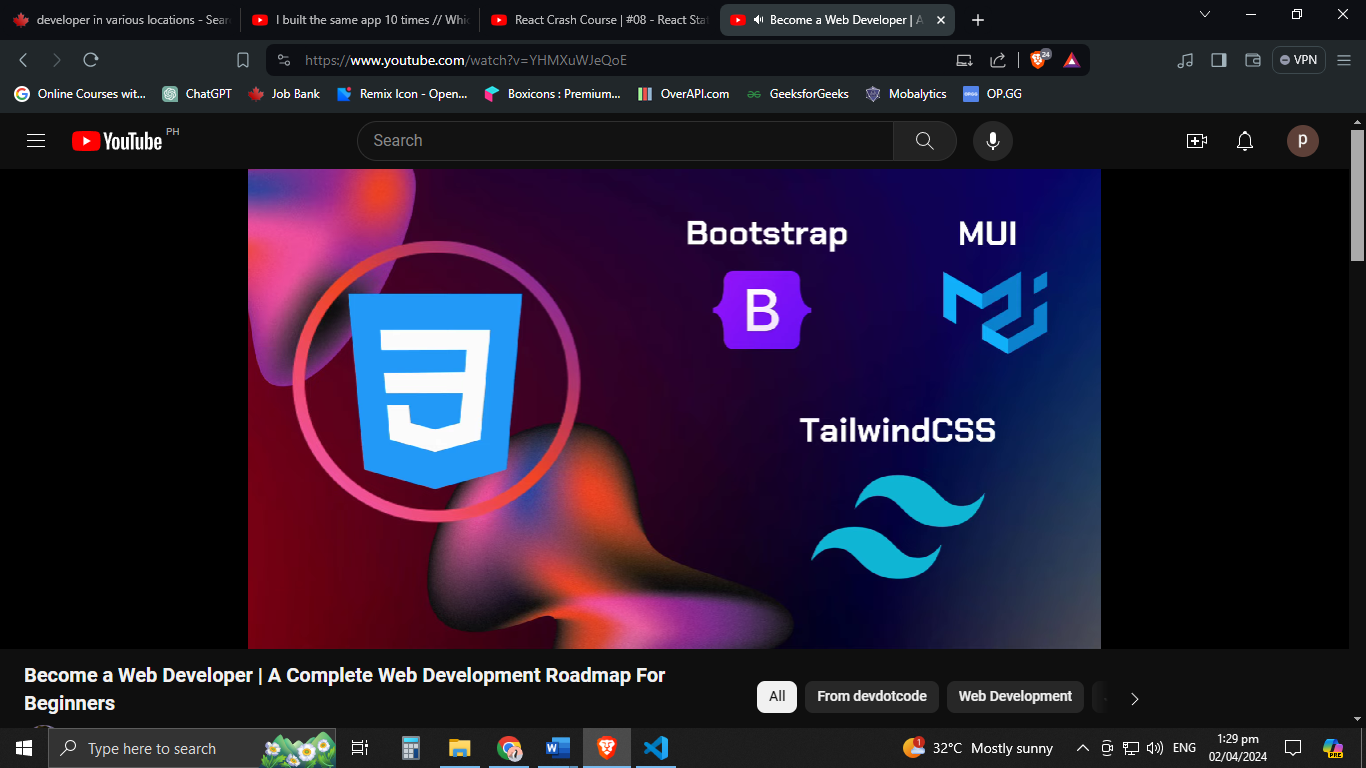 developer in various locations - Sear
I built the same app 10 times // Whic
React Crash Course | #08 - React Stat
Become a Web Developer | A
https://www.youtube.com/watch?v=YHMXuWJeQoE
24
VPN
Online Courses wit...
ChatGPT
Job Bank
Remix Icon - Open...
Boxicons : Premium...
OverAPI.com
GeeksforGeeks
Mobalytics
OP.GG
YouTube PH
Search
p
Bootstrap
MUI
B
TailwindCSS
Become a Web Developer | A Complete Web Development Roadmap For
Beginners
All
From devdotcode
Web Development
Type here to search
1
32°C Mostly sunny
ENG
1:29 pm
02/04/2024
PRE